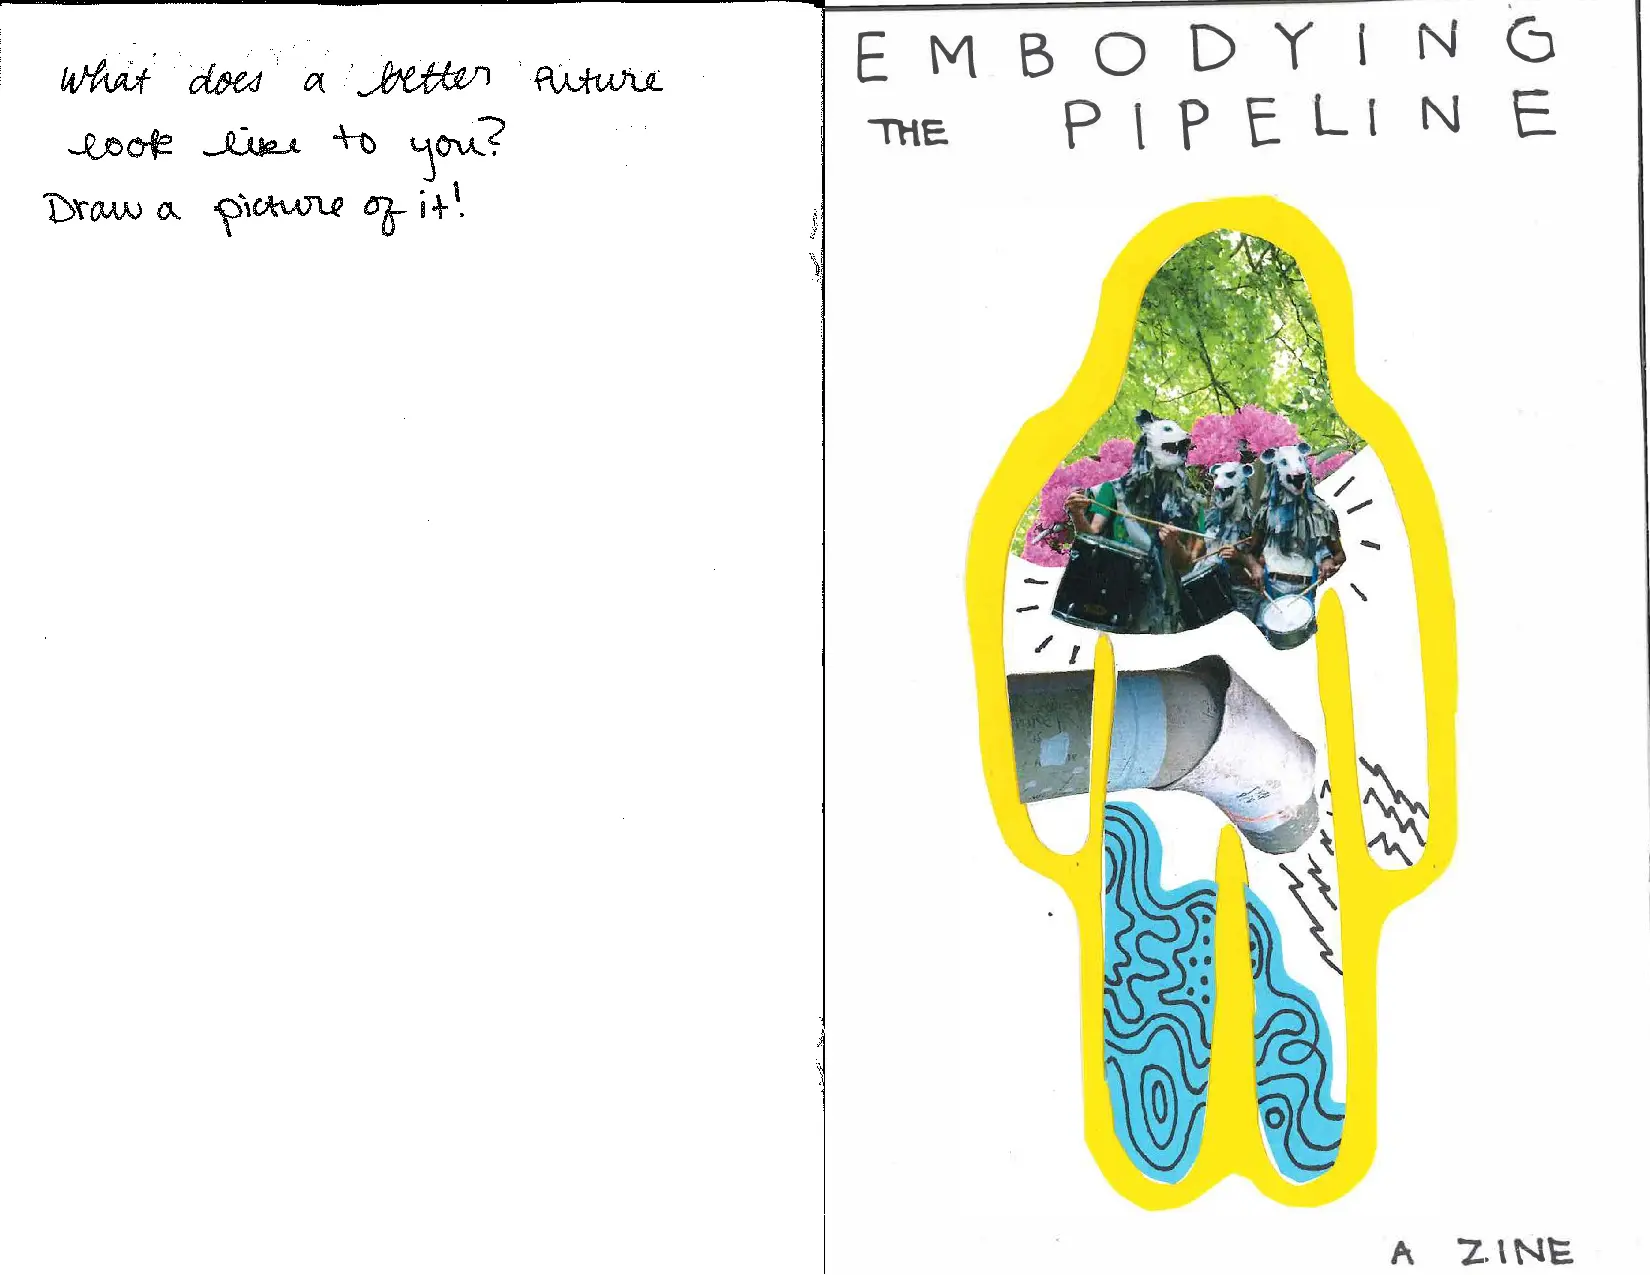 What does a better future
look like to you?
Draw a picture of it!
EMBODYING
THE PIPELINE
A ZINE